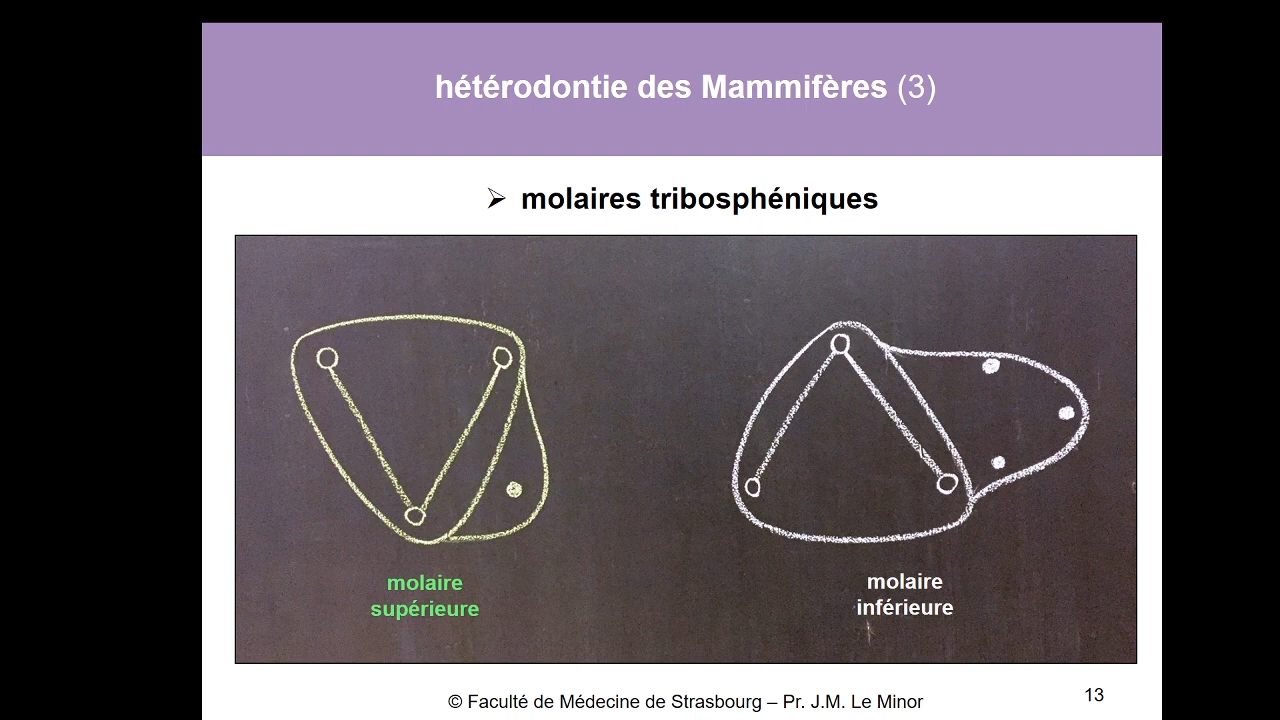 hétérodontie des Mammifères (3)
➢ molaires tribosphéniques
molaire
supérieure
molaire
inférieure
© Faculté de Médecine de Strasbourg – Pr. J.M. Le Minor
13